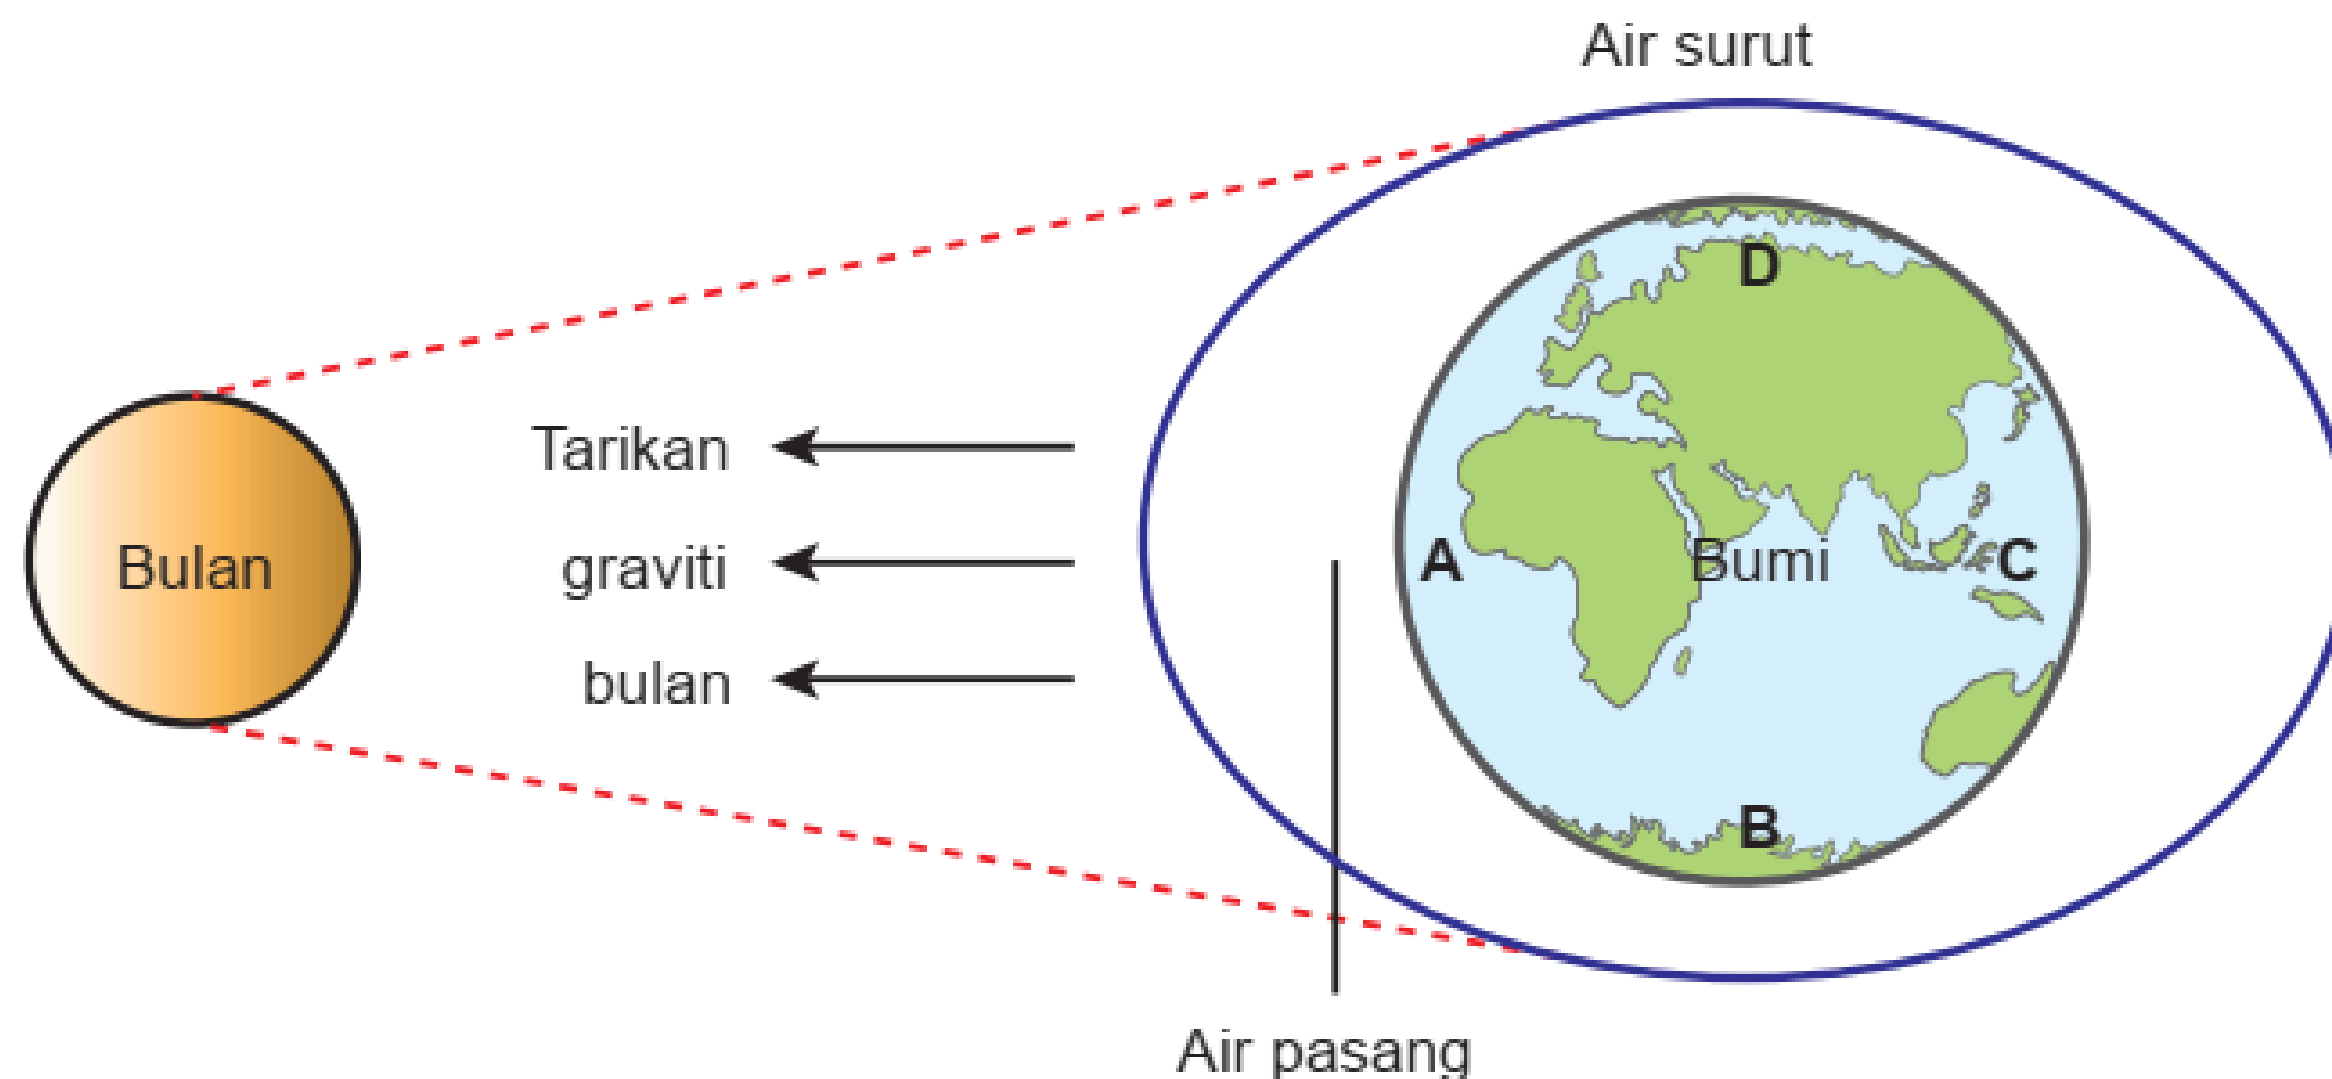 Air surut
D
Tarikan
graviti
bulan
Bulan
A
Bumi
C
B
Air pasang